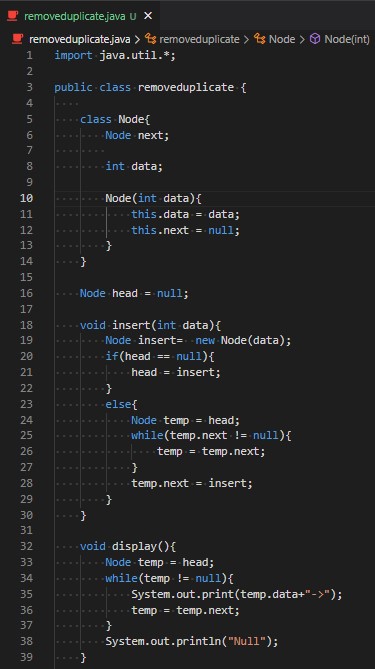 removeduplicate.java U ×
removeduplicate.java > removeduplicate > Node > Node(int)
1 import java.util.*;
2
3 public class removeduplicate {
4
5     class Node{
6         Node next;
7
8         int data;
9
10         Node(int data){
11             this.data = data;
12             this.next = null;
13         }
14     }
15
16     Node head = null;
17
18     void insert(int data){
19         Node insert=  new Node(data);
20         if(head == null){
21             head = insert;
22         }
23         else{
24             Node temp = head;
25             while(temp.next != null){
26                 temp = temp.next;
27             }
28             temp.next = insert;
29         }
30     }
31
32     void display(){
33         Node temp = head;
34         while(temp != null){
35             System.out.print(temp.data+"->");
36             temp = temp.next;
37         }
38         System.out.println("Null");
39     }